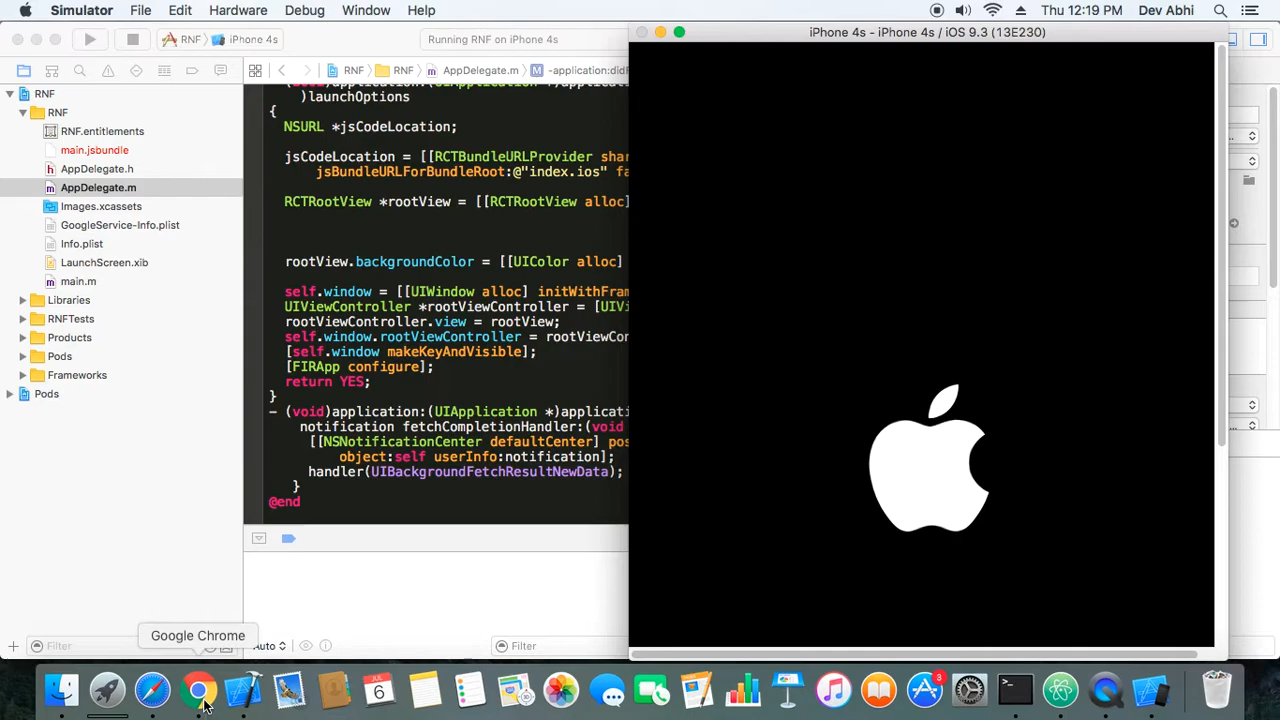 Simulator File Edit Hardware Debug Window Help Thu 12:19 PM Dev Abhi
RNF iPhone 4s Running RNF on iPhone 4s
iPhone 4s - iPhone 4s / iOS 9.3 (13E230)
RNF RNF AppDelegate.m
RNF
RNF
RNF.entitlements
main.jsbundle
AppDelegate.h
AppDelegate.m
Images.xcassets
GoogleService-Info.plist
Info.plist
LaunchScreen.xib
main.m
Libraries
RNFTests
Products
Pods
Frameworks
Pods
)launchOptions
{
NSURL *jsCodeLocation;
jsCodeLocation = [[RCTBundleURLProvider shar
jsBundleURLForBundleRoot:@"index.ios" fa
RCTRootView *rootView = [[RCTRootView alloc]
rootView.backgroundColor = [[UIColor alloc]
self.window = [[UIWindow alloc] initWithFram
UIViewController *rootViewController = [UIVi
rootViewController.view = rootView;
self.window.rootViewController = rootViewCon
[self.window makeKeyAndVisible];
[FIRApp configure];
return YES;
}
- (void)application:(UIApplication *)applicati
notification fetchCompletionHandler:(void
[[NSNotificationCenter defaultCenter] pos
object:self userInfo:notification];
handler(UIBackgroundFetchResultNewData);
}
@end
Google Chrome
Filter Auto Filter
6 3